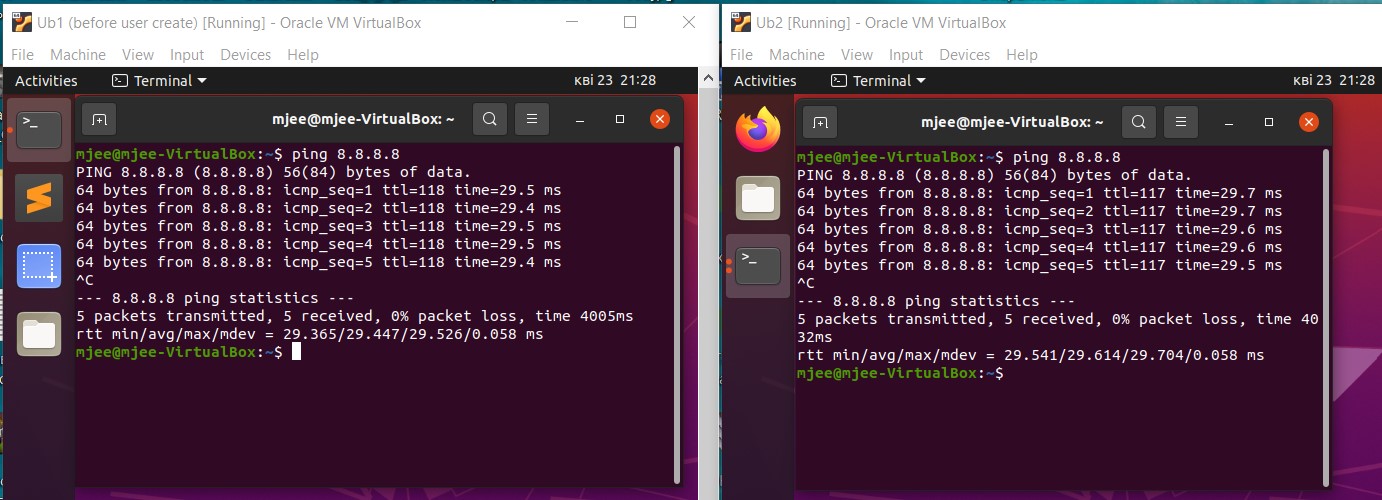 Ub1 (before user create) [Running] - Oracle VM VirtualBox
File Machine View Input Devices Help
Activities Terminal кві 23 21:28
mjee@mjee-VirtualBox: ~
mjee@mjee-VirtualBox:~$ ping 8.8.8.8
PING 8.8.8.8 (8.8.8.8) 56(84) bytes of data.
64 bytes from 8.8.8.8: icmp_seq=1 ttl=118 time=29.5 ms
64 bytes from 8.8.8.8: icmp_seq=2 ttl=118 time=29.4 ms
64 bytes from 8.8.8.8: icmp_seq=3 ttl=118 time=29.5 ms
64 bytes from 8.8.8.8: icmp_seq=4 ttl=118 time=29.5 ms
64 bytes from 8.8.8.8: icmp_seq=5 ttl=118 time=29.4 ms
^C
--- 8.8.8.8 ping statistics ---
5 packets transmitted, 5 received, 0% packet loss, time 4005ms
rtt min/avg/max/mdev = 29.365/29.447/29.526/0.058 ms
mjee@mjee-VirtualBox:~$
Ub2 [Running] - Oracle VM VirtualBox
File Machine View Input Devices Help
Activities Terminal кві 23 21:28
mjee@mjee-VirtualBox: ~
mjee@mjee-VirtualBox:~$ ping 8.8.8.8
PING 8.8.8.8 (8.8.8.8) 56(84) bytes of data.
64 bytes from 8.8.8.8: icmp_seq=1 ttl=117 time=29.7 ms
64 bytes from 8.8.8.8: icmp_seq=2 ttl=117 time=29.7 ms
64 bytes from 8.8.8.8: icmp_seq=3 ttl=117 time=29.6 ms
64 bytes from 8.8.8.8: icmp_seq=4 ttl=117 time=29.6 ms
64 bytes from 8.8.8.8: icmp_seq=5 ttl=117 time=29.5 ms
^C
--- 8.8.8.8 ping statistics ---
5 packets transmitted, 5 received, 0% packet loss, time 40
32ms
rtt min/avg/max/mdev = 29.541/29.614/29.704/0.058 ms
mjee@mjee-VirtualBox:~$